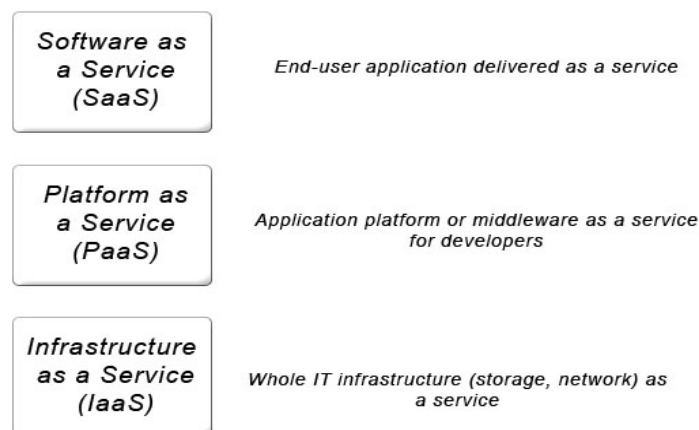 Software as
a Service
(SaaS)
End-user application delivered as a service
Platform as
a Service
(PaaS)
Application platform or middleware as a service
for developers
Infrastructure
as a Service
(IaaS)
Whole IT infrastructure (storage, network) as
a service